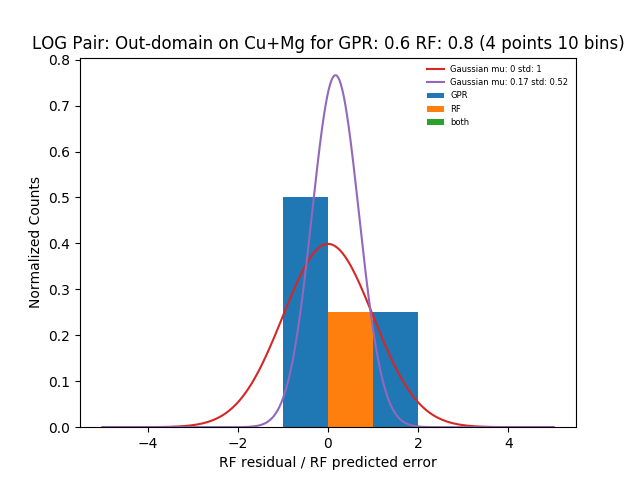 LOG Pair: Out-domain on Cu+Mg for GPR: 0.6 RF: 0.8 (4 points 10 bins)
Gaussian mu: 0 std: 1
Gaussian mu: 0.17 std: 0.52
GPR
RF
both
Normalized Counts
0.8
0.7
0.6
0.5
0.4
0.3
0.2
0.1
0.0
−4 −2 0 2 4
RF residual / RF predicted error